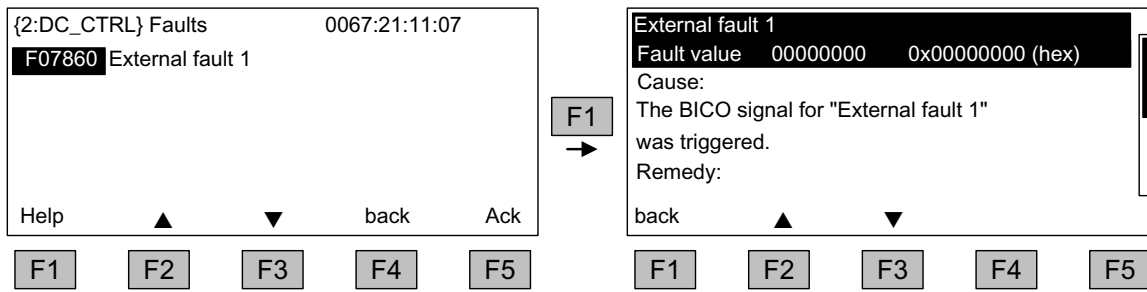 {2:DC_CTRL} Faults 0067:21:11:07
F07860 External fault 1
Help ▲ ▼ back Ack
F1 F2 F3 F4 F5
F1
External fault 1
Fault value 00000000 0x00000000 (hex)
Cause:
The BICO signal for "External fault 1"
was triggered.
Remedy:
back ▲ ▼
F1 F2 F3 F4 F5